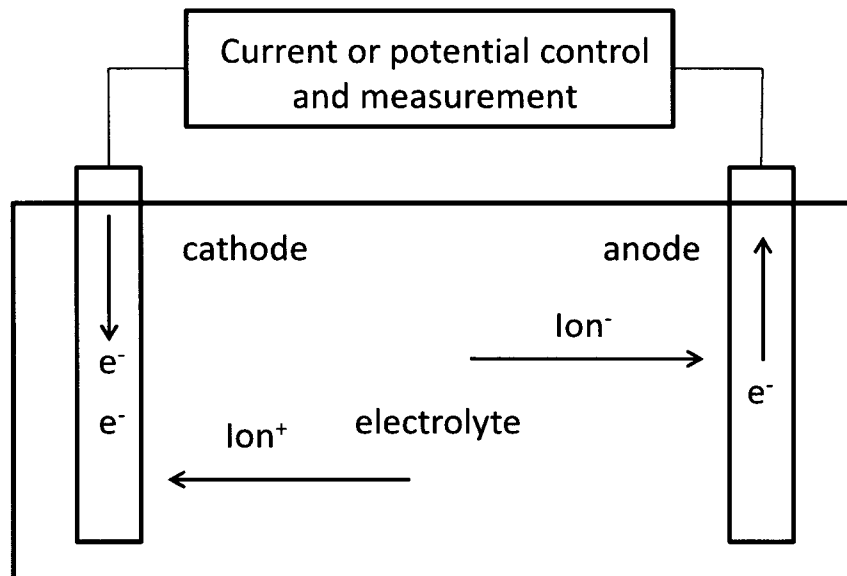 Current or potential control
and measurement
cathode
anode
Ion⁻
e⁻
e⁻
e⁻
Ion⁺
electrolyte